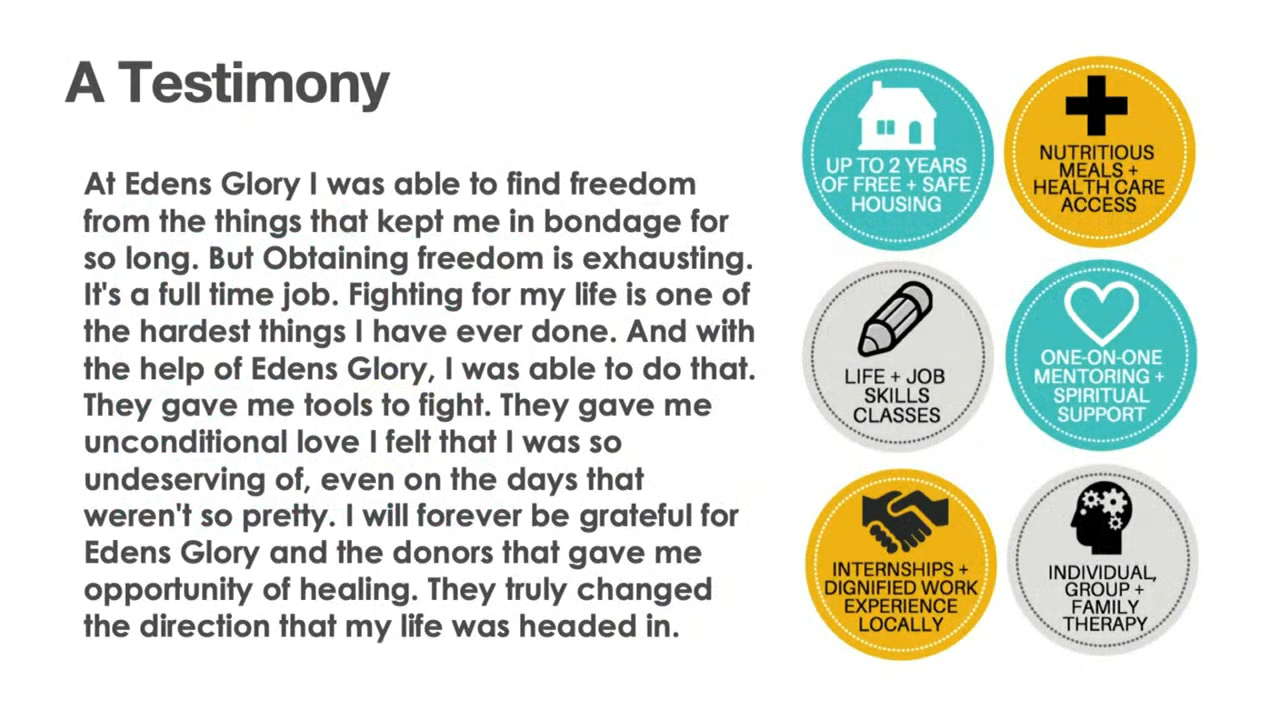 A Testimony
At Edens Glory I was able to find freedom
from the things that kept me in bondage for
so long. But Obtaining freedom is exhausting.
It's a full time job. Fighting for my life is one of
the hardest things I have ever done. And with
the help of Edens Glory, I was able to do that.
They gave me tools to fight. They gave me
unconditional love I felt that I was so
undeserving of, even on the days that
weren't so pretty. I will forever be grateful for
Edens Glory and the donors that gave me
opportunity of healing. They truly changed
the direction that my life was headed in.
UP TO 2 YEARS
OF FREE + SAFE
HOUSING
NUTRITIOUS
MEALS +
HEALTH CARE
ACCESS
LIFE + JOB
SKILLS
CLASSES
ONE-ON-ONE
MENTORING +
SPIRITUAL
SUPPORT
INTERNSHIPS +
DIGNIFIED WORK
EXPERIENCE
LOCALLY
INDIVIDUAL,
GROUP +
FAMILY
THERAPY